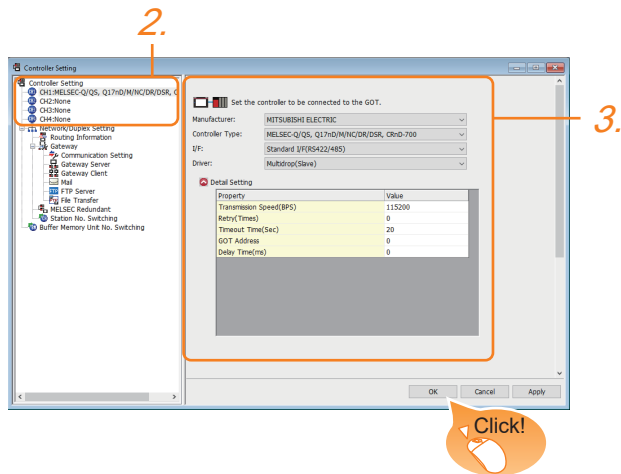 2.
Controller Setting
Controller Setting
CH1:MELSEC-Q/QS, Q17nD/M/NC/DR/DSR, C
CH2:None
CH3:None
CH4:None
Network/Duplex Setting
Routing Information
Gateway
Communication Setting
Gateway Server
Gateway Client
Mail
FTP Server
File Transfer
MELSEC Redundant
Station No. Switching
Buffer Memory Unit No. Switching
Set the controller to be connected to the GOT.
Manufacturer: MITSUBISHI ELECTRIC
Controller Type: MELSEC-Q/QS, Q17nD/M/NC/DR/DSR, CRnD-700
I/F: Standard I/F(RS422/485)
Driver: Multidrop(Slave)
Detail Setting
Property Value
Transmission Speed(BPS) 115200
Retry(Times) 0
Timeout Time(Sec) 20
GOT Address 0
Delay Time(ms) 0
3.
OK Cancel Apply
Click!